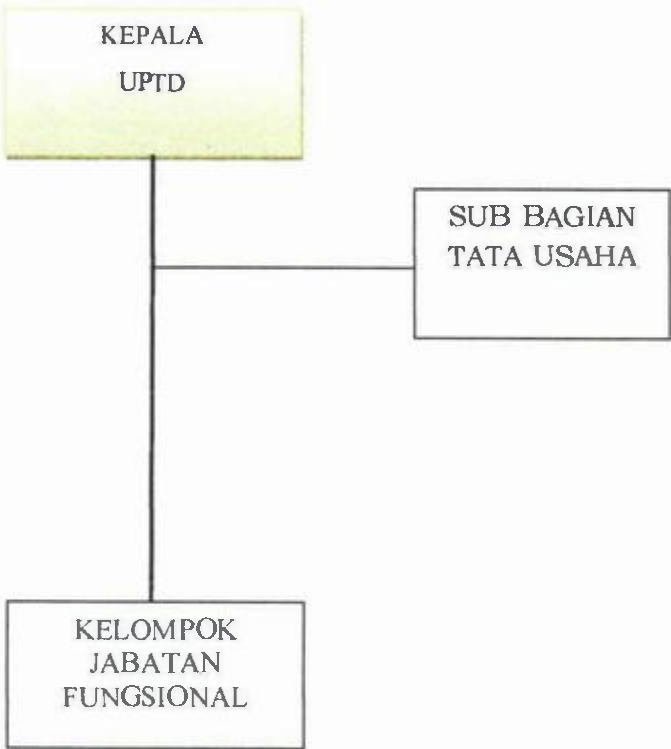 KEPALA
UPTD
SUB BAGIAN
TATA USAHA
KELOMPOK
JABATAN
FUNGSIONAL